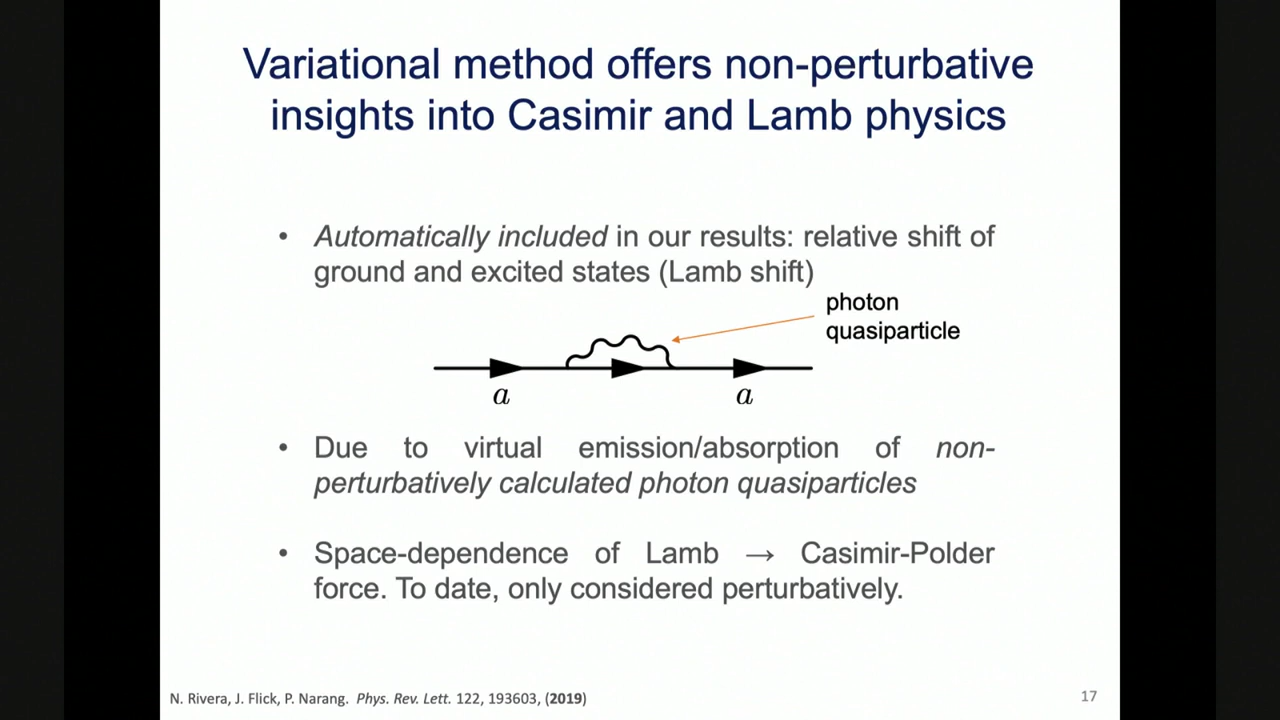 Variational method offers non-perturbative
insights into Casimir and Lamb physics
• Automatically included in our results: relative shift of
ground and excited states (Lamb shift)
photon
quasiparticle
a a
• Due to virtual emission/absorption of non-
perturbatively calculated photon quasiparticles
• Space-dependence of Lamb → Casimir-Polder
force. To date, only considered perturbatively.
N. Rivera, J. Flick, P. Narang. Phys. Rev. Lett. 122, 193603, (2019)
17